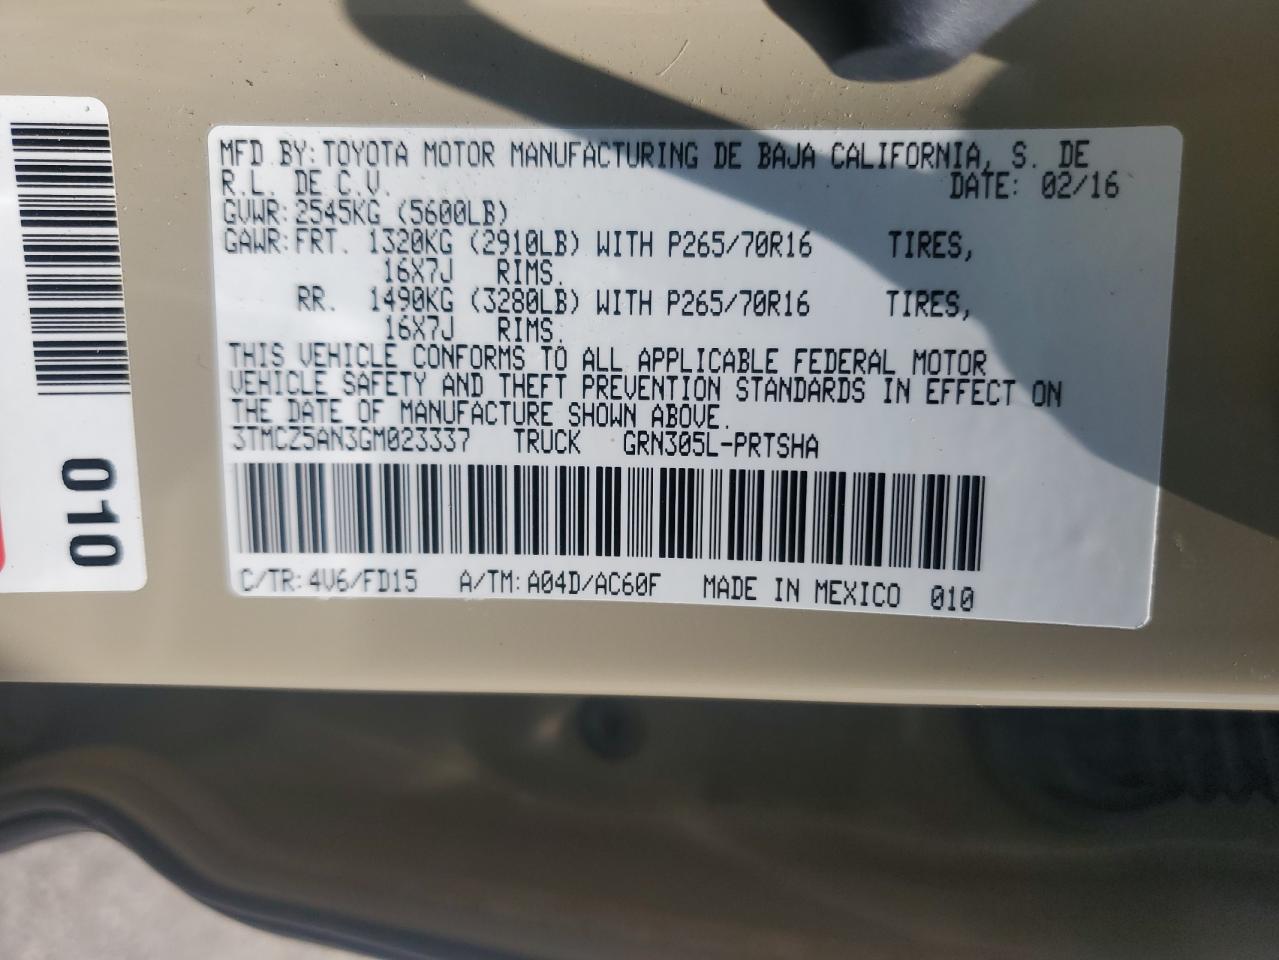 MFD BY: TOYOTA MOTOR MANUFACTURING DE BAJA CALIFORNIA, S. DE
R.L. DE C.V. DATE: 02/16
GVWR: 2545KG (5600LB)
GAWR: FRT. 1320KG (2910LB) WITH P265/70R16 TIRES,
16X7J RIMS.
RR. 1490KG (3280LB) WITH P265/70R16 TIRES,
16X7J RIMS.
THIS VEHICLE CONFORMS TO ALL APPLICABLE FEDERAL MOTOR
VEHICLE SAFETY AND THEFT PREVENTION STANDARDS IN EFFECT ON
THE DATE OF MANUFACTURE SHOWN ABOVE.
3TMCZ5AN3GM023337 TRUCK GRN305L-PRTSHA
C/TR: 4V6/FD15 A/TM: A04D/AC60F MADE IN MEXICO 010
010